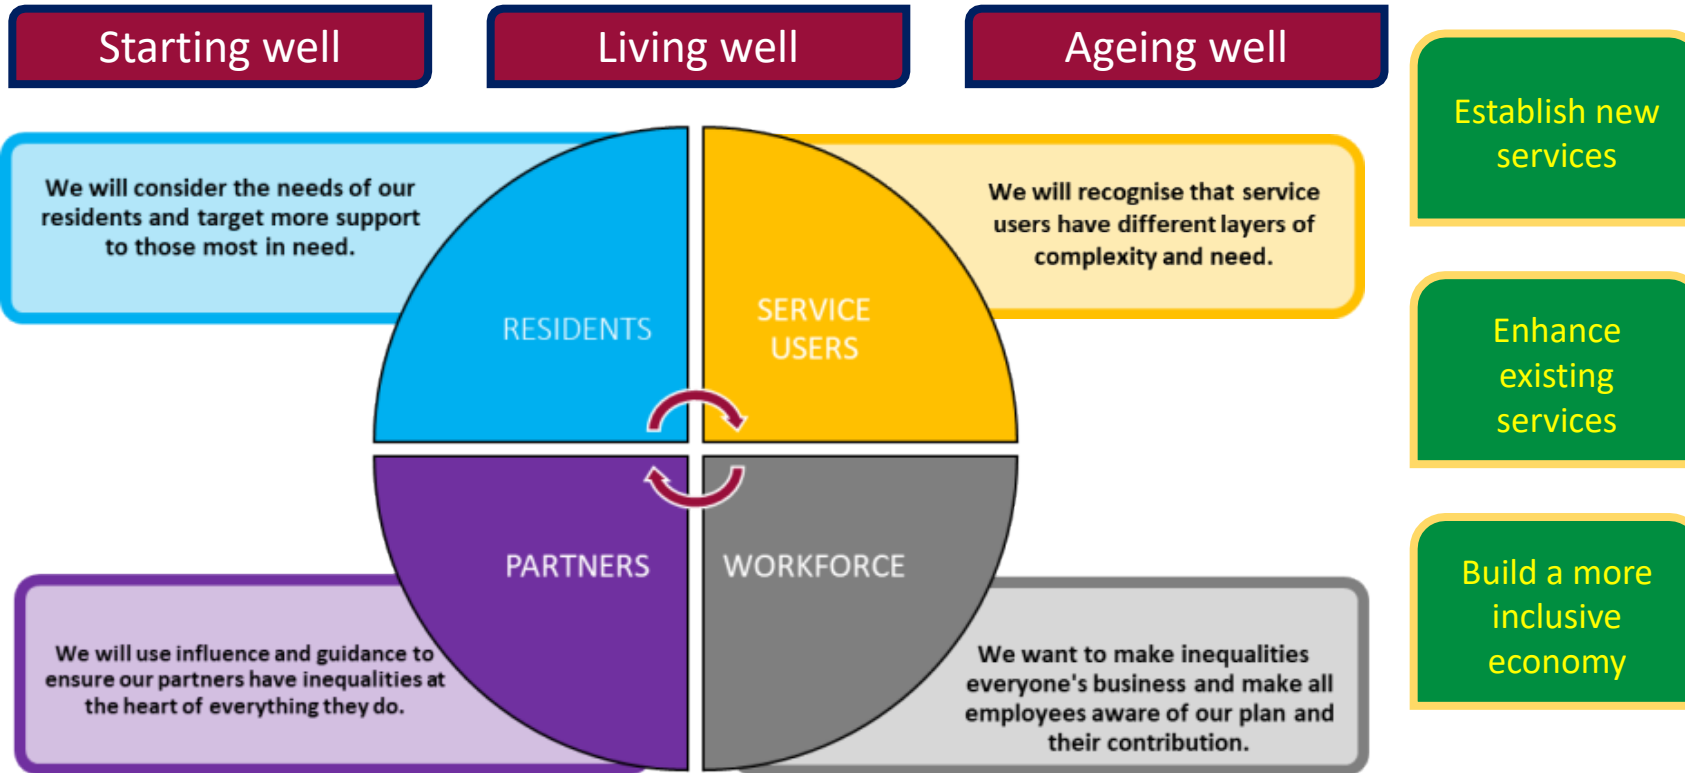 Starting well
Living well
Ageing well
We will consider the needs of our
residents and target more support
to those most in need.
RESIDENTS
SERVICE
USERS
We will recognise that service
users have different layers of
complexity and need.
PARTNERS
WORKFORCE
We will use influence and guidance to
ensure our partners have inequalities at
the heart of everything they do.
We want to make inequalities
everyone's business and make all
employees aware of our plan and
their contribution.
Establish new
services
Enhance
existing
services
Build a more
inclusive
economy